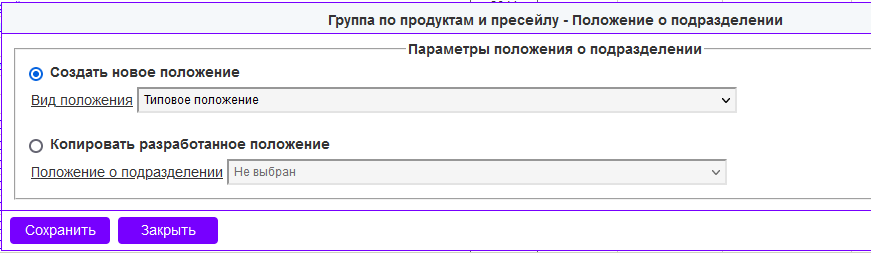 Группа по продуктам и пресейлу - Положение о подразделении
Параметры положения о подразделении
Создать новое положение
Вид положения Типовое положение
Копировать разработанное положение
Положение о подразделении Не выбран
Сохранить Закрыть